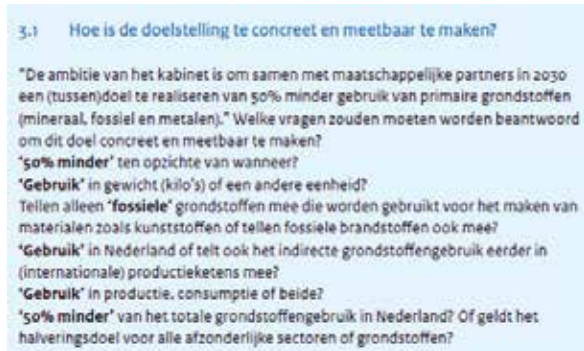 3.1 Hoe is de doelstelling te concreet en meetbaar te maken?
"De ambitie van het kabinet is om samen met maatschappelijke partners in 2030
een (tussen)doel te realiseren van 50% minder gebruik van primaire grondstoffen
(mineraal, fossiel en metalen)." Welke vragen zouden moeten worden beantwoord
om dit doel concreet en meetbaar te maken?
'50% minder' ten opzichte van wanneer?
'Gebruik' in gewicht (kilo's) of een andere eenheid?
Tellen alleen 'fossiele' grondstoffen mee die worden gebruikt voor het maken van
materialen zoals kunststoffen of tellen fossiele brandstoffen ook mee?
'Gebruik' in Nederland of telt ook het indirecte grondstoffengebruik eerder in
(internationale) productieketens mee?
'Gebruik' in productie, consumptie of beide?
'50% minder' van het totale grondstoffengebruik in Nederland? Of geldt het
halveringsdoel voor alle afzonderlijke sectoren of grondstoffen?